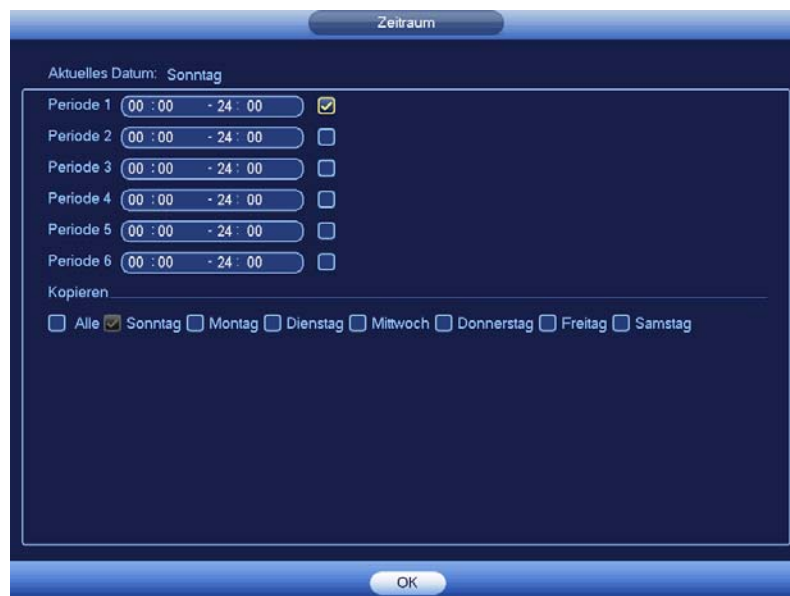 Zeitraum
Aktuelles Datum: Sonntag
Periode 1 00 :00 - 24 : 00
Periode 2 00 :00 - 24 : 00
Periode 3 00 :00 - 24 : 00
Periode 4 00 :00 - 24 : 00
Periode 5 00 :00 - 24 : 00
Periode 6 00 :00 - 24 : 00
Kopieren
Alle Sonntag Montag Dienstag Mittwoch Donnerstag Freitag Samstag
OK